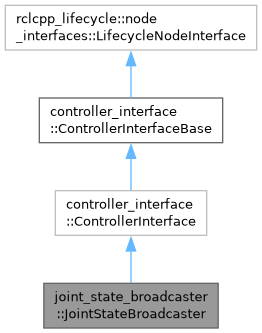 rclcpp_lifecycle::node
_interfaces::LifecycleNodeInterface
controller_interface
::ControllerInterfaceBase
controller_interface
::ControllerInterface
joint_state_broadcaster
::JointStateBroadcaster